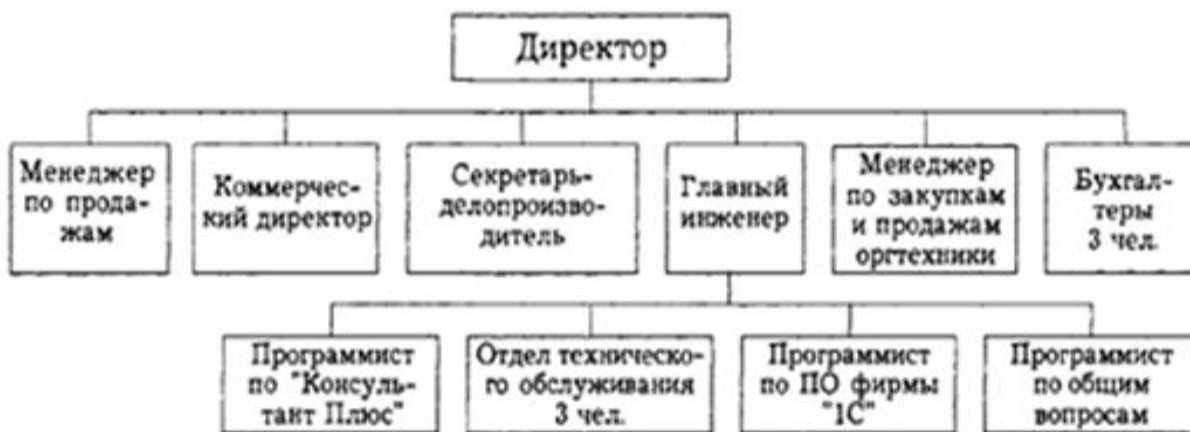 Директор
Менеджер
по прода-
жам
Коммерчес-
кий директор
Секретарь-
делопроизво-
дитель
Главный
инженер
Менеджер
по закупкам
и продажам
оргтехники
Бухгал-
теры
3 чел.
Программист
по "Консуль-
тант Плюс"
Отдел техническо-
го обслуживания
3 чел.
Программист
по ПО фирмы
"1С"
Программист
по общим
вопросам